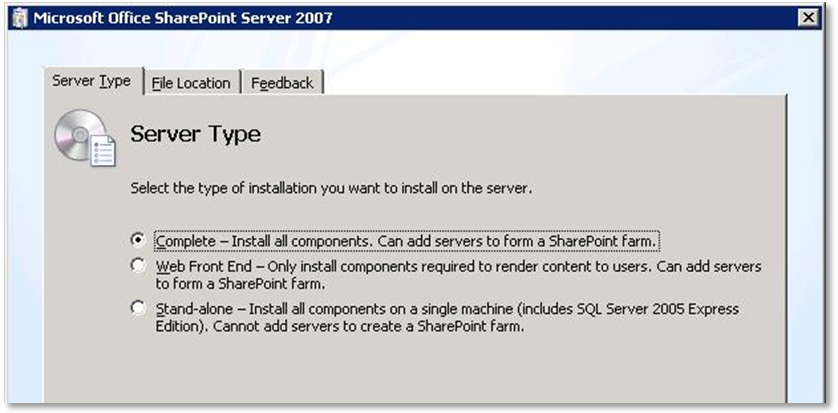 Microsoft Office SharePoint Server 2007
Server Type File Location Feedback
Server Type
Select the type of installation you want to install on the server.
Complete – Install all components. Can add servers to form a SharePoint farm.
Web Front End – Only install components required to render content to users. Can add servers
to form a SharePoint farm.
Stand-alone – Install all components on a single machine (includes SQL Server 2005 Express
Edition). Cannot add servers to create a SharePoint farm.